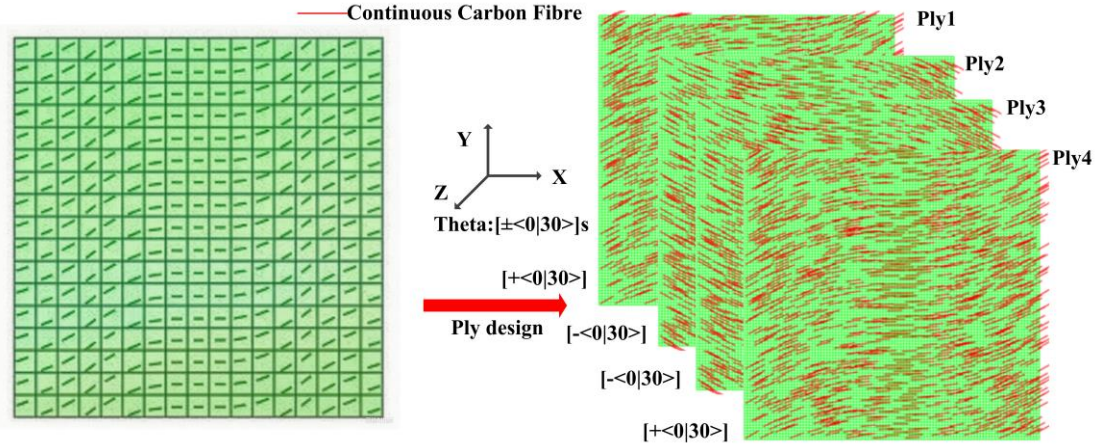 Continuous Carbon Fibre
Ply1
Ply2
Ply3
Ply4
Y
X
Z
Theta:[±<0|30>]s
[+<0|30>]
Ply design
[-<0|30>]
[-<0|30>]
[+<0|30>]